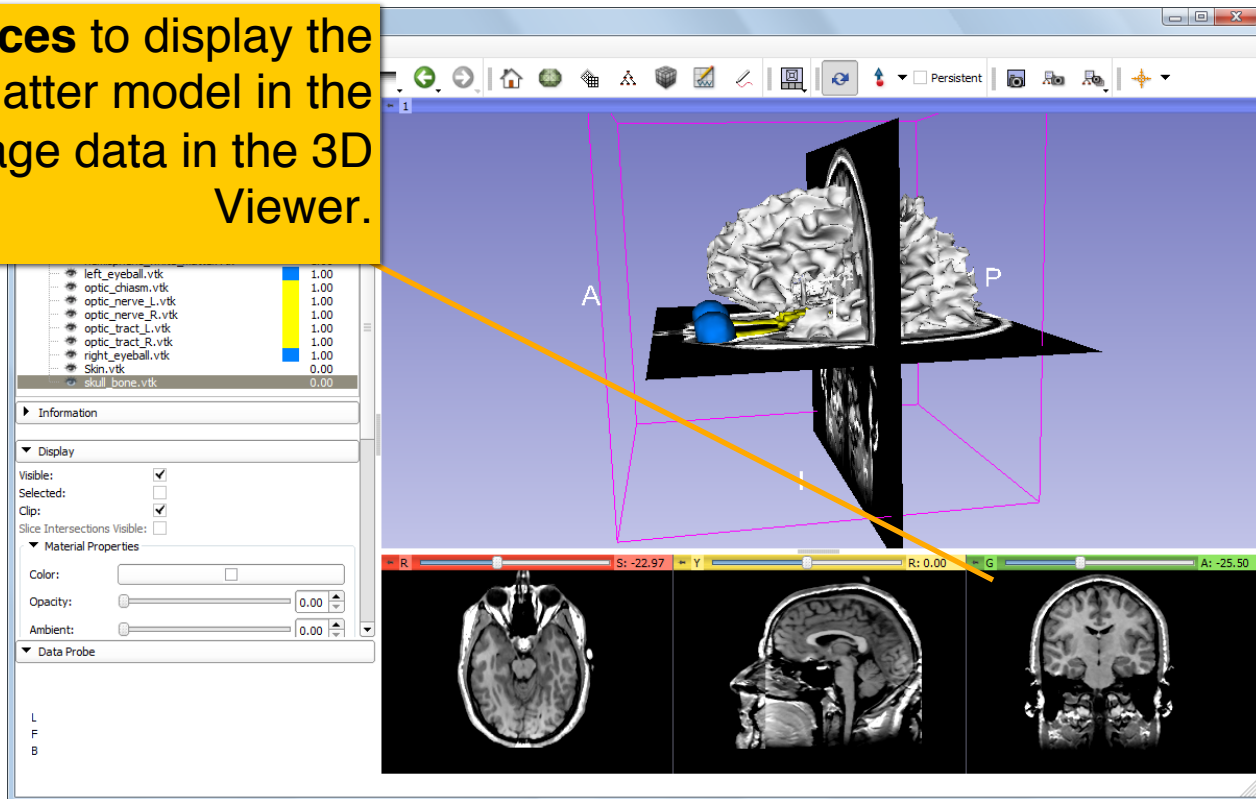 ces to display the
atter model in the
age data in the 3D
Viewer.
Persistent
1
left_eyeball.vtk 1.00
optic_chiasm.vtk 1.00
optic_nerve_L.vtk 1.00
optic_nerve_R.vtk 1.00
optic_tract_L.vtk 1.00
optic_tract_R.vtk 1.00
right_eyeball.vtk 1.00
Skin.vtk 0.00
skull_bone.vtk 0.00
A
P
I
Information
Display
Visible:
Selected:
Clip:
Slice Intersections Visible:
Material Properties
Color:
Opacity: 0.00
Ambient: 0.00
Data Probe
L
F
B
R S: -22.97
Y R: 0.00
G A: -25.50